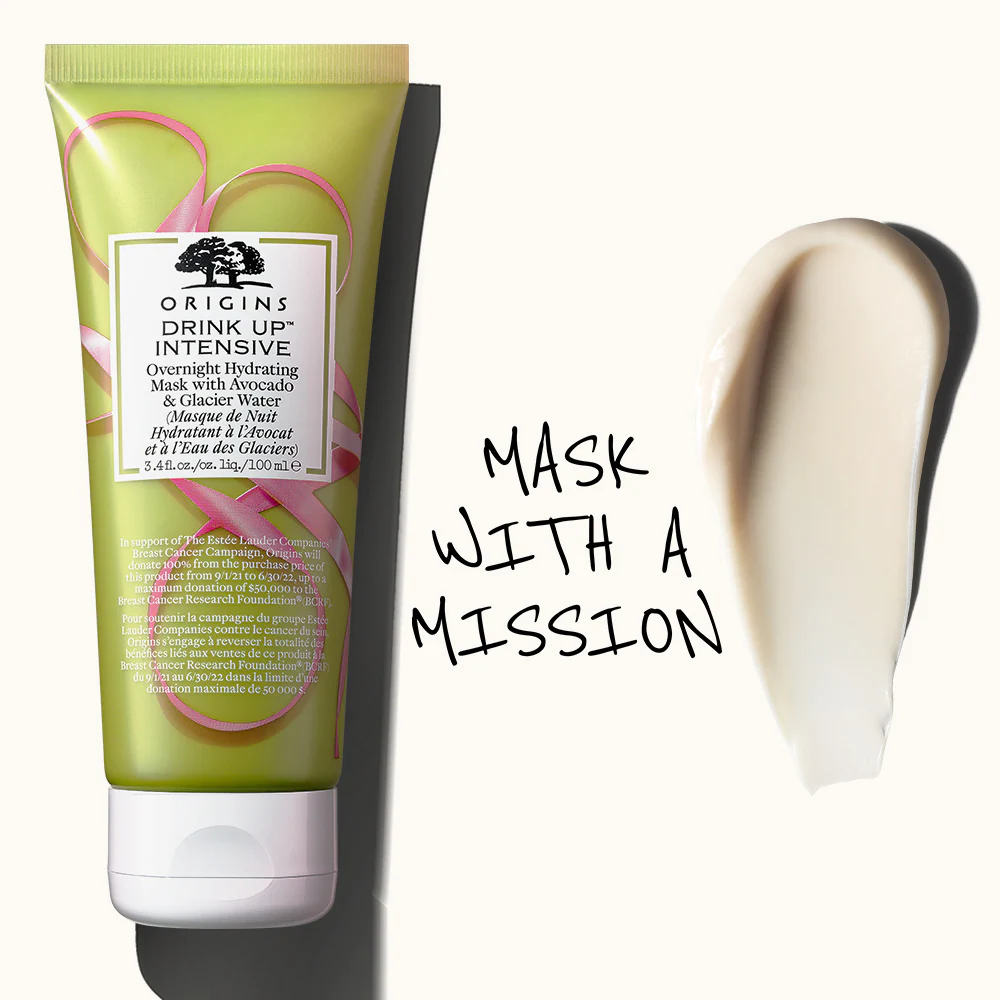 ORIGINS
DRINK UP™
INTENSIVE
Overnight Hydrating
Mask with Avocado
& Glacier Water
(Masque de Nuit
Hydratant à l'Avocat
et à l'Eau des Glaciers)
3.4fl.oz./oz. liq./100 ml e
In support of The Estée Lauder Companies'
Breast Cancer Campaign, Origins will
donate 100% from the purchase price of
this product from 9/1/21 to 6/30/22, up to a
maximum donation of $50,000 to the
Breast Cancer Research Foundation®(BCRF).
Pour soutenir la campagne du groupe Estée
Lauder Companies contre le cancer du sein,
Origins s'engage à reverser la totalité des
bénéfices liés aux ventes de ce produit à la
Breast Cancer Research Foundation®(BCRF)
du 9/1/21 au 6/30/22 dans la limite d'une
donation maximale de 50 000 $.
MASK
WITH A
MISSION